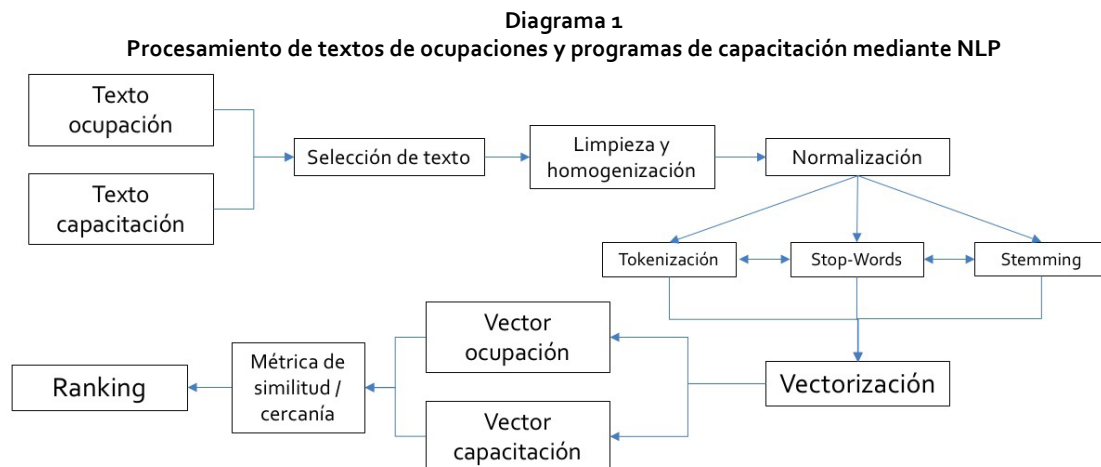 Diagrama 1
Procesamiento de textos de ocupaciones y programas de capacitación mediante NLP
Texto
ocupación
Texto
capacitación
Selección de texto
Limpieza y
homogenización
Normalización
Tokenización
Stop-Words
Stemming
Vectorización
Vector
ocupación
Vector
capacitación
Métrica de
similitud /
cercanía
Ranking